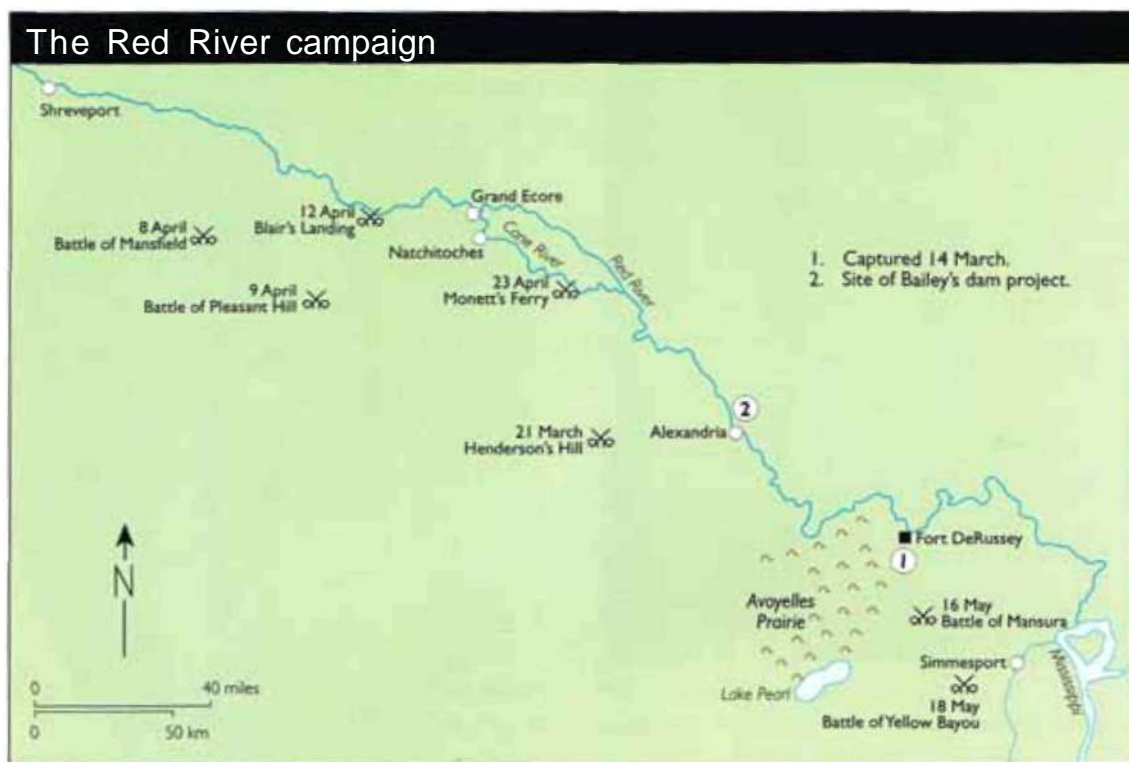 The Red River campaign
Shreveport
Grand Ecore
12 April
Blair's Landing
8 April
Battle of Mansfield
Natchitoches
Cane River
Red River
1. Captured 14 March.
2. Site of Bailey's dam project.
23 April
Monett's Ferry
9 April
Battle of Pleasant Hill
2
21 March
Henderson's Hill
Alexandria
Fort DeRussey
1
N
Avoyelles
Prairie
16 May
Battle of Mansura
Simmesport
Mississippi
Lake Pearl
18 May
Battle of Yellow Bayou
0 40 miles
0 50 km